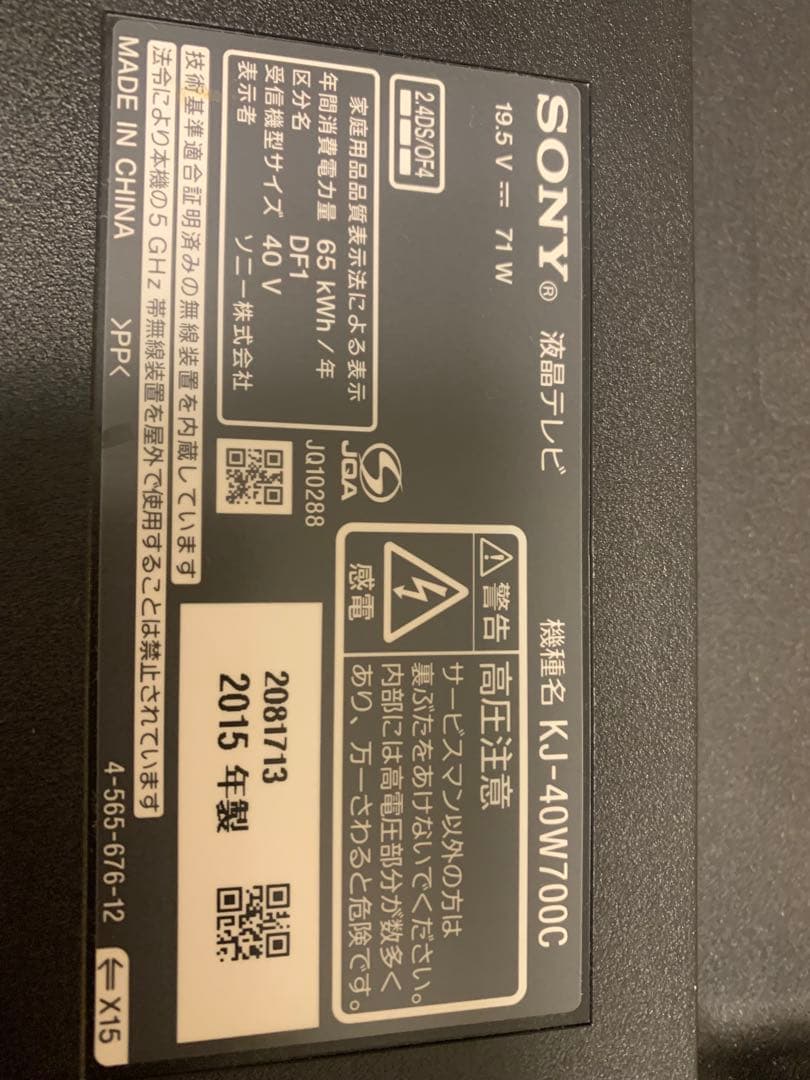 SONY® 液晶テレビ
機種名 KJ-40W700C
19.5 V ⎓ 71 W
2.4DS/OF4
家庭用品品質表示法による表示
年間消費電力量 65 kWh / 年
区分名 DF1
受信機型サイズ 40 V
表示者 ソニー株式会社
JQA
JQ10288
警告
感電
高圧注意
サービスマン以外の方は
裏ぶたをあけないでください。
内部には高電圧部分が数多く
あり、万一さわると危険です。
技術基準適合証明済みの無線装置を内蔵しています
法令により本機の5 GHz 帯無線装置を屋外で使用することは禁止されています
MADE IN CHINA
>PP<
2081713
2015 年製
4-565-676-12
⇐ X15